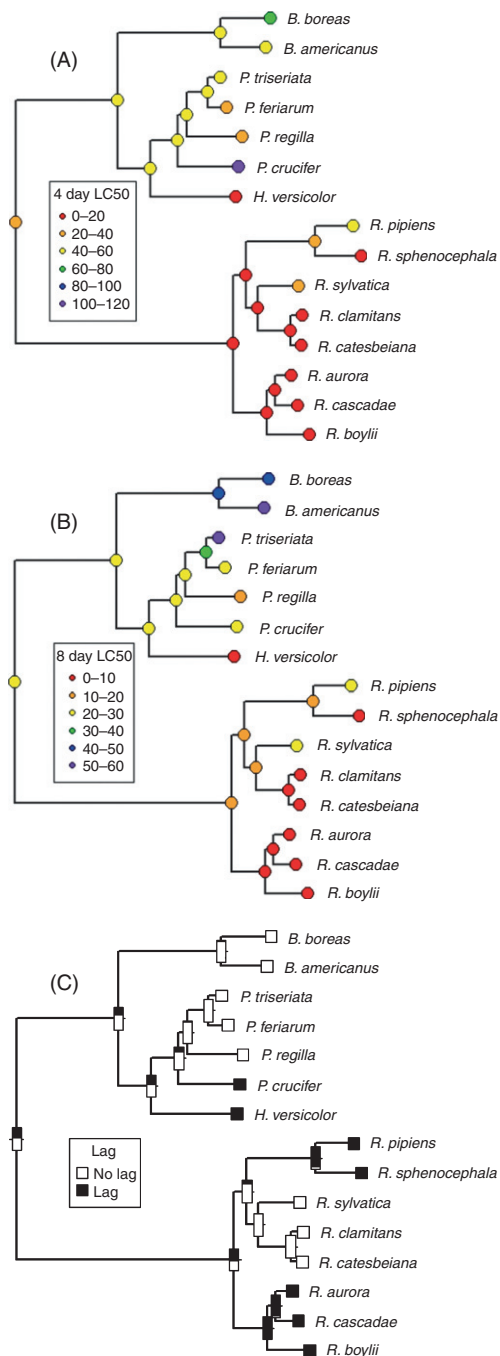 (A)
B. boreas
B. americanus
P. triseriata
P. feriarum
P. regilla
P. crucifer
H. versicolor
4 day LC50
0–20
20–40
40–60
60–80
80–100
100–120
R. pipiens
R. sphenocephala
R. sylvatica
R. clamitans
R. catesbeiana
R. aurora
R. cascadae
R. boylii
(B)
B. boreas
B. americanus
P. triseriata
P. feriarum
P. regilla
P. crucifer
H. versicolor
8 day LC50
0–10
10–20
20–30
30–40
40–50
50–60
R. pipiens
R. sphenocephala
R. sylvatica
R. clamitans
R. catesbeiana
R. aurora
R. cascadae
R. boylii
(C)
B. boreas
B. americanus
P. triseriata
P. feriarum
P. regilla
P. crucifer
H. versicolor
Lag
No lag
Lag
R. pipiens
R. sphenocephala
R. sylvatica
R. clamitans
R. catesbeiana
R. aurora
R. cascadae
R. boylii